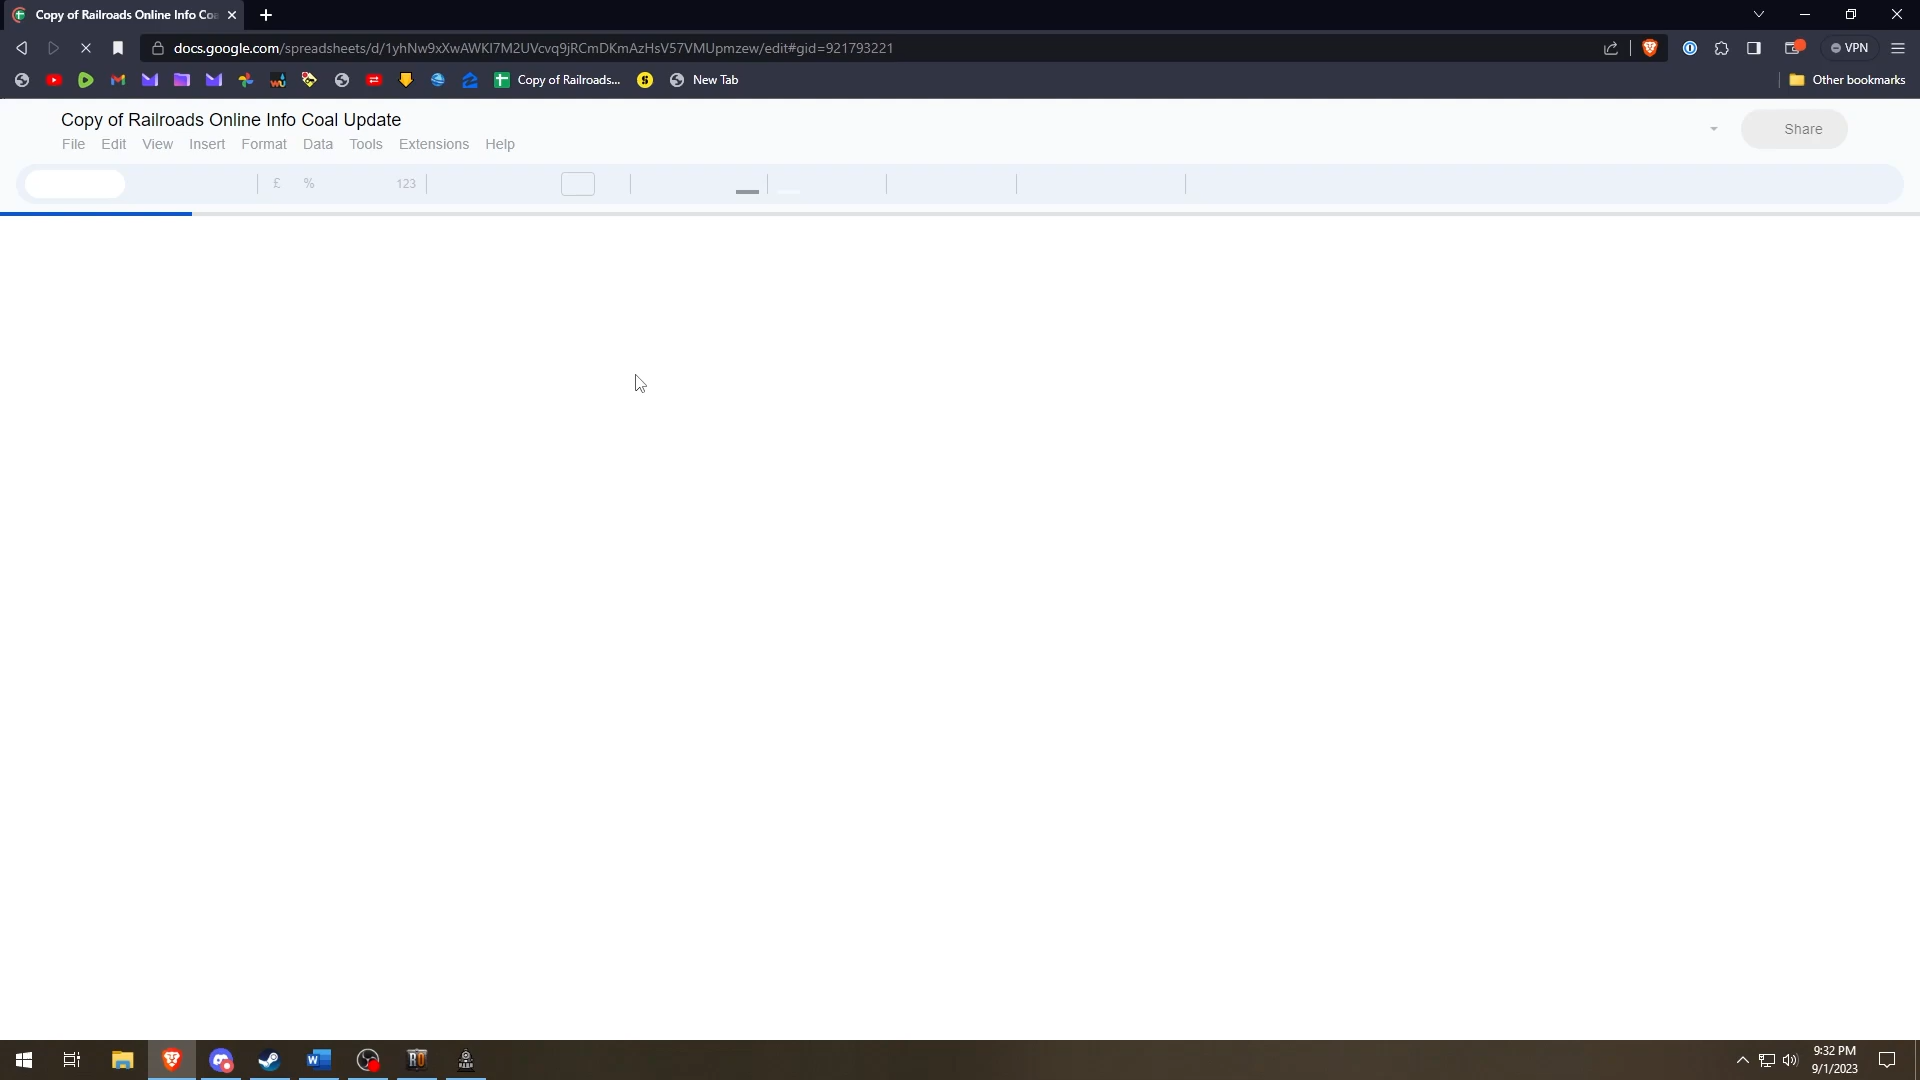 Copy of Railroads Online Info Co
docs.google.com/spreadsheets/d/1yhNw9xXwAWKI7M2UVcvq9jRCmDKmAzHsV57VMUpmzew/edit#gid=921793221
VPN
Copy of Railroads...
New Tab
Other bookmarks
Copy of Railroads Online Info Coal Update
File Edit View Insert Format Data Tools Extensions Help
Share
£ % 123
9:32 PM
9/1/2023